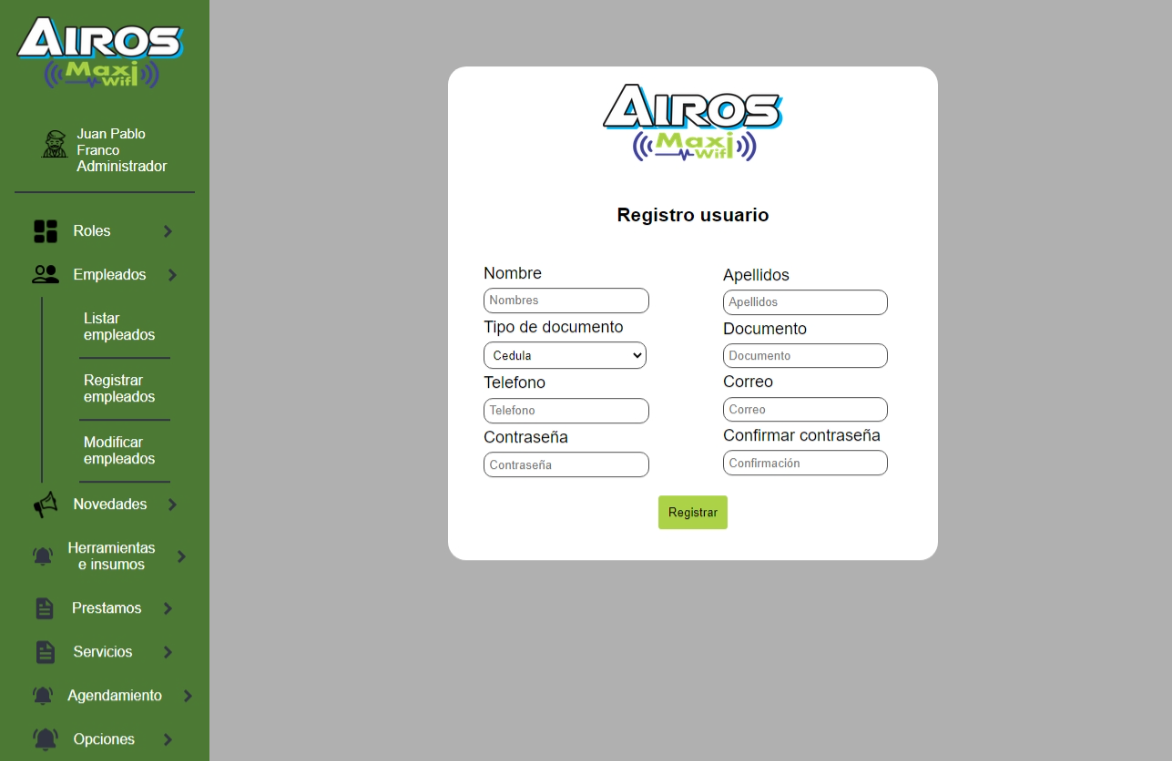 AIROS
Maxi
Wifi
Juan Pablo
Franco
Administrador
Roles
Empleados
Listar
empleados
Registrar
empleados
Modificar
empleados
Novedades
Herramientas
e insumos
Prestamos
Servicios
Agendamiento
Opciones
AIROS
Maxi
Wifi
Registro usuario
Nombre
Nombres
Apellidos
Apellidos
Tipo de documento
Cedula
Documento
Documento
Telefono
Telefono
Correo
Correo
Contraseña
Contraseña
Confirmar contraseña
Confirmación
Registrar